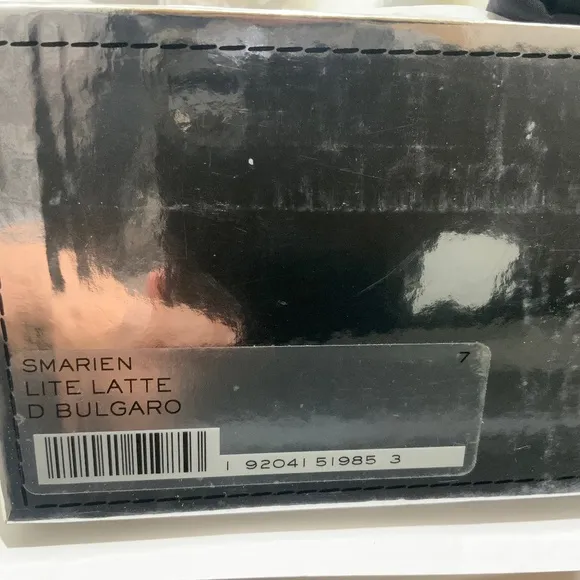 SMARIEN 7
LITE LATTE
D BULGARO
1 92041 51985 3